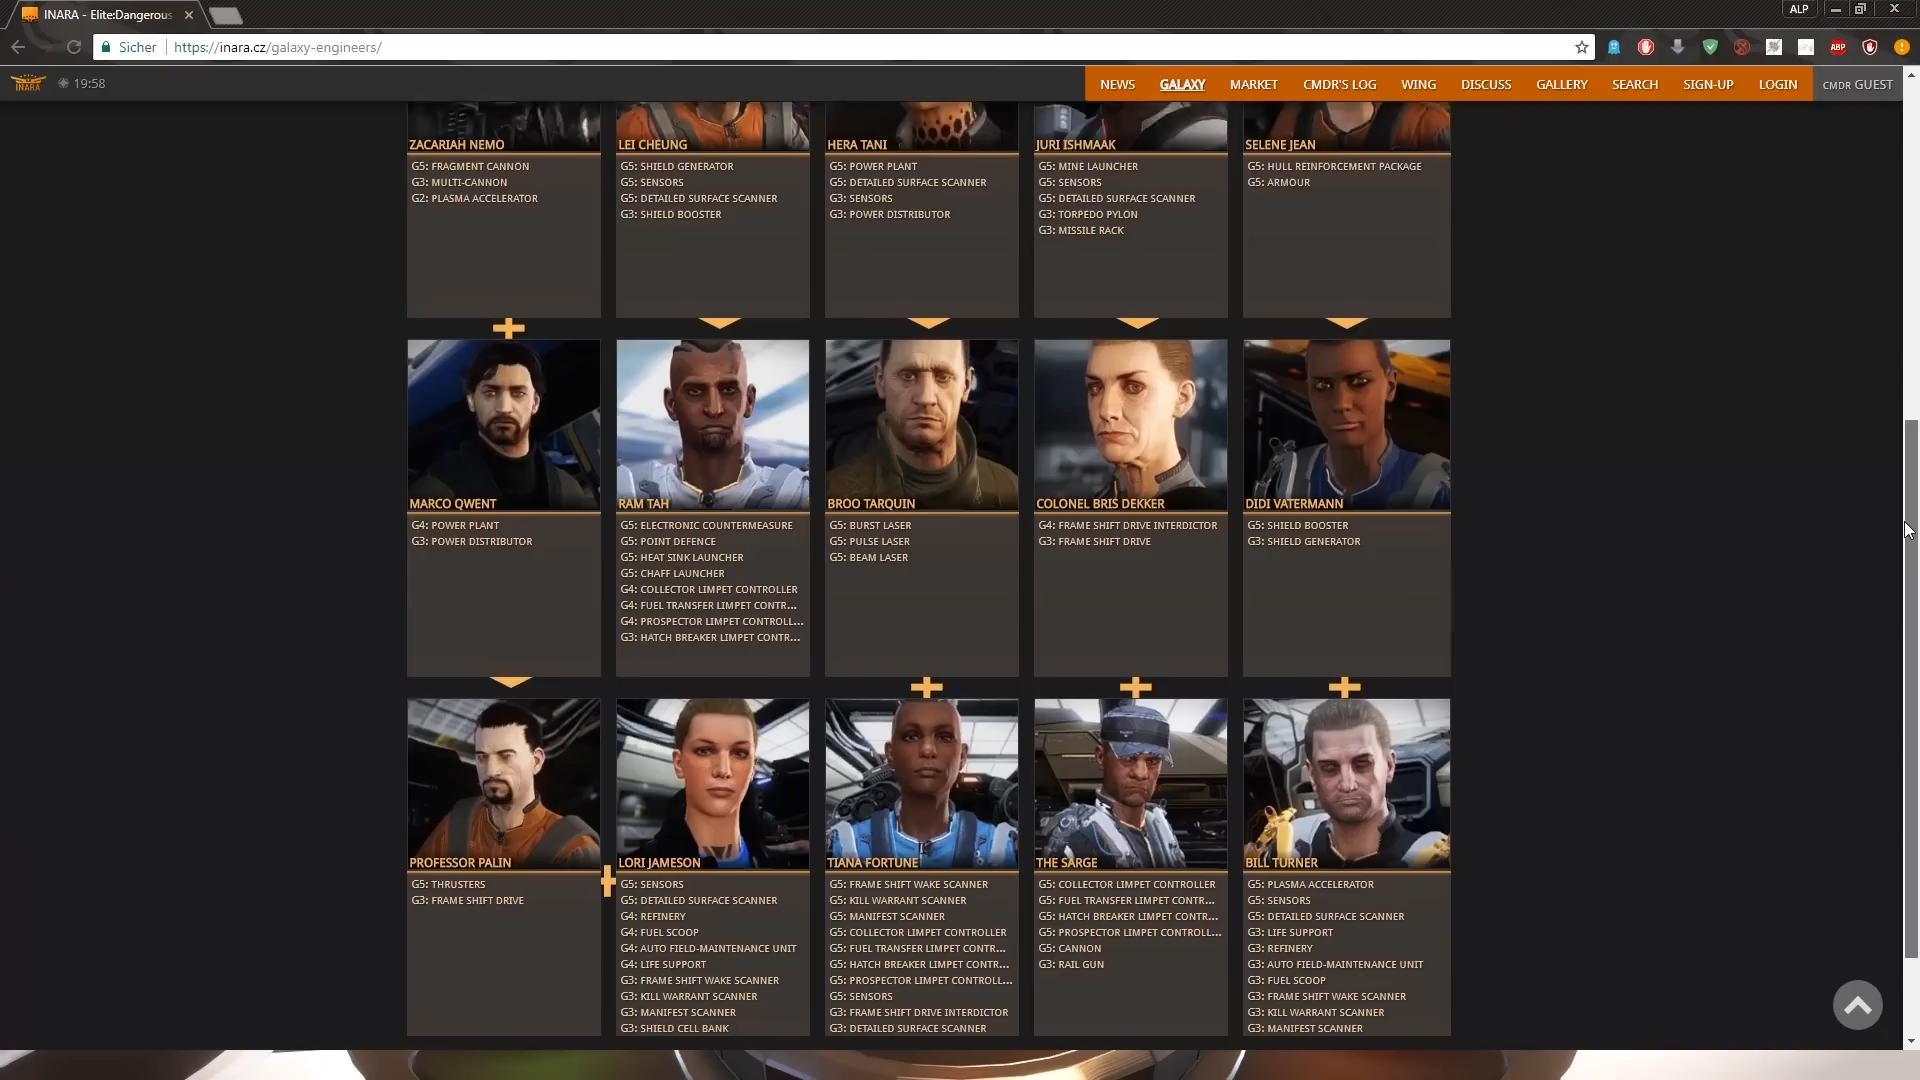 INARA - Elite:Dangerous
ALP
Sicher
https://inara.cz/galaxy-engineers/
ABP
INARA
19:58
NEWS
GALAXY
MARKET
CMDR'S LOG
WING
DISCUSS
GALLERY
SEARCH
SIGN-UP
LOGIN
CMDR GUEST
ZACARIAH NEMO
G5: FRAGMENT CANNON
G3: MULTI-CANNON
G2: PLASMA ACCELERATOR
LEI CHEUNG
G5: SHIELD GENERATOR
G5: SENSORS
G5: DETAILED SURFACE SCANNER
G3: SHIELD BOOSTER
HERA TANI
G5: POWER PLANT
G5: DETAILED SURFACE SCANNER
G3: SENSORS
G3: POWER DISTRIBUTOR
JURI ISHMAAK
G5: MINE LAUNCHER
G5: SENSORS
G5: DETAILED SURFACE SCANNER
G3: TORPEDO PYLON
G3: MISSILE RACK
SELENE JEAN
G5: HULL REINFORCEMENT PACKAGE
G5: ARMOUR
MARCO QWENT
G4: POWER PLANT
G3: POWER DISTRIBUTOR
RAM TAH
G5: ELECTRONIC COUNTERMEASURE
G5: POINT DEFENCE
G5: HEAT SINK LAUNCHER
G5: CHAFF LAUNCHER
G4: COLLECTOR LIMPET CONTROLLER
G4: FUEL TRANSFER LIMPET CONTR...
G4: PROSPECTOR LIMPET CONTROLL...
G3: HATCH BREAKER LIMPET CONTR...
BROO TARQUIN
G5: BURST LASER
G5: PULSE LASER
G5: BEAM LASER
COLONEL BRIS DEKKER
G4: FRAME SHIFT DRIVE INTERDICTOR
G3: FRAME SHIFT DRIVE
DIDI VATERMANN
G5: SHIELD BOOSTER
G3: SHIELD GENERATOR
PROFESSOR PALIN
G5: THRUSTERS
G3: FRAME SHIFT DRIVE
LORI JAMESON
G5: SENSORS
G5: DETAILED SURFACE SCANNER
G4: REFINERY
G4: FUEL SCOOP
G4: AUTO FIELD-MAINTENANCE UNIT
G4: LIFE SUPPORT
G3: FRAME SHIFT WAKE SCANNER
G3: KILL WARRANT SCANNER
G3: MANIFEST SCANNER
G3: SHIELD CELL BANK
TIANA FORTUNE
G5: FRAME SHIFT WAKE SCANNER
G5: KILL WARRANT SCANNER
G5: MANIFEST SCANNER
G5: COLLECTOR LIMPET CONTROLLER
G5: FUEL TRANSFER LIMPET CONTR...
G5: HATCH BREAKER LIMPET CONTR...
G5: PROSPECTOR LIMPET CONTROLL...
G5: SENSORS
G3: FRAME SHIFT DRIVE INTERDICTOR
G3: DETAILED SURFACE SCANNER
THE SARGE
G5: COLLECTOR LIMPET CONTROLLER
G5: FUEL TRANSFER LIMPET CONTR...
G5: HATCH BREAKER LIMPET CONTR...
G5: PROSPECTOR LIMPET CONTROLL...
G5: CANNON
G3: RAIL GUN
BILL TURNER
G5: PLASMA ACCELERATOR
G5: SENSORS
G5: DETAILED SURFACE SCANNER
G3: LIFE SUPPORT
G3: REFINERY
G3: AUTO FIELD-MAINTENANCE UNIT
G3: FUEL SCOOP
G3: FRAME SHIFT WAKE SCANNER
G3: KILL WARRANT SCANNER
G3: MANIFEST SCANNER